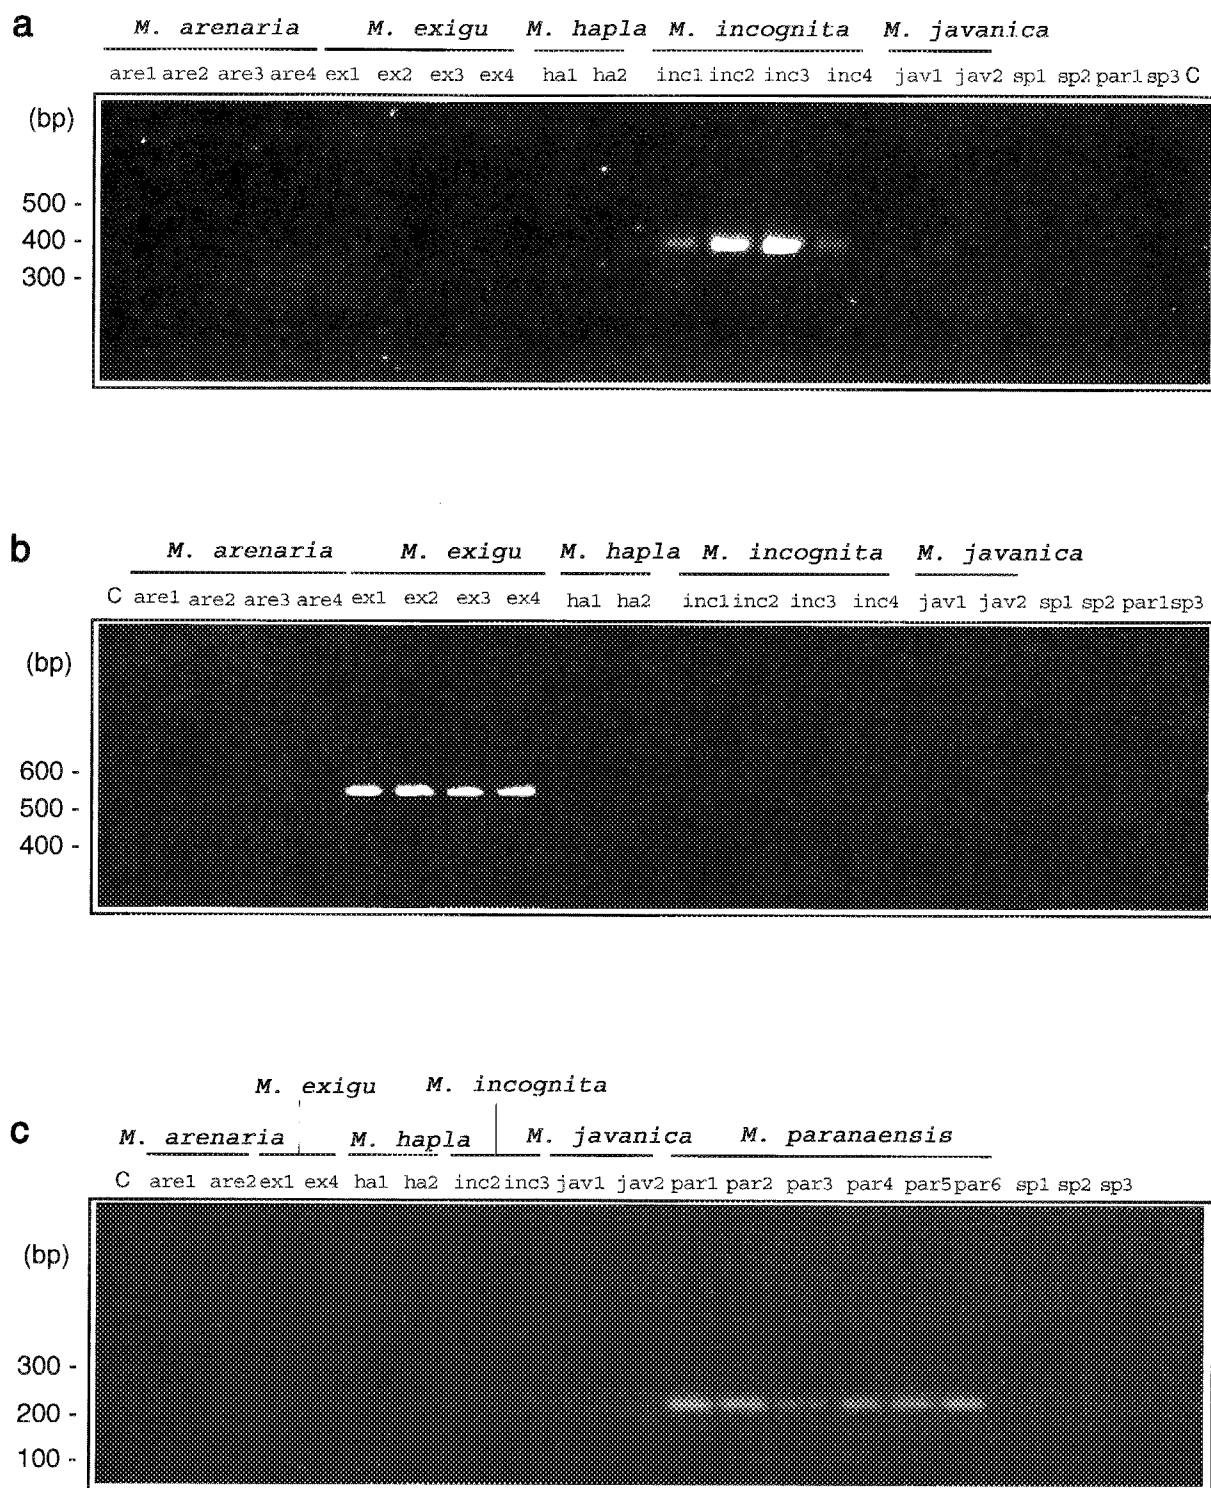 a
M. arenaria M. exigu M. hapla M. incognita M. javanica
are1 are2 are3 are4 ex1 ex2 ex3 ex4 ha1 ha2 inc1 inc2 inc3 inc4 jav1 jav2 sp1 sp2 par1 sp3 C
(bp)
500 -
400 -
300 -
b
M. arenaria M. exigu M. hapla M. incognita M. javanica
C are1 are2 are3 are4 ex1 ex2 ex3 ex4 ha1 ha2 inc1 inc2 inc3 inc4 jav1 jav2 sp1 sp2 par1 sp3
(bp)
600 -
500 -
400 -
M. exigu M. incognita
c
M. arenaria M. hapla M. javanica M. paranaensis
C are1 are2 ex1 ex4 ha1 ha2 inc2 inc3 jav1 jav2 par1 par2 par3 par4 par5 par6 sp1 sp2 sp3
(bp)
300 -
200 -
100 -